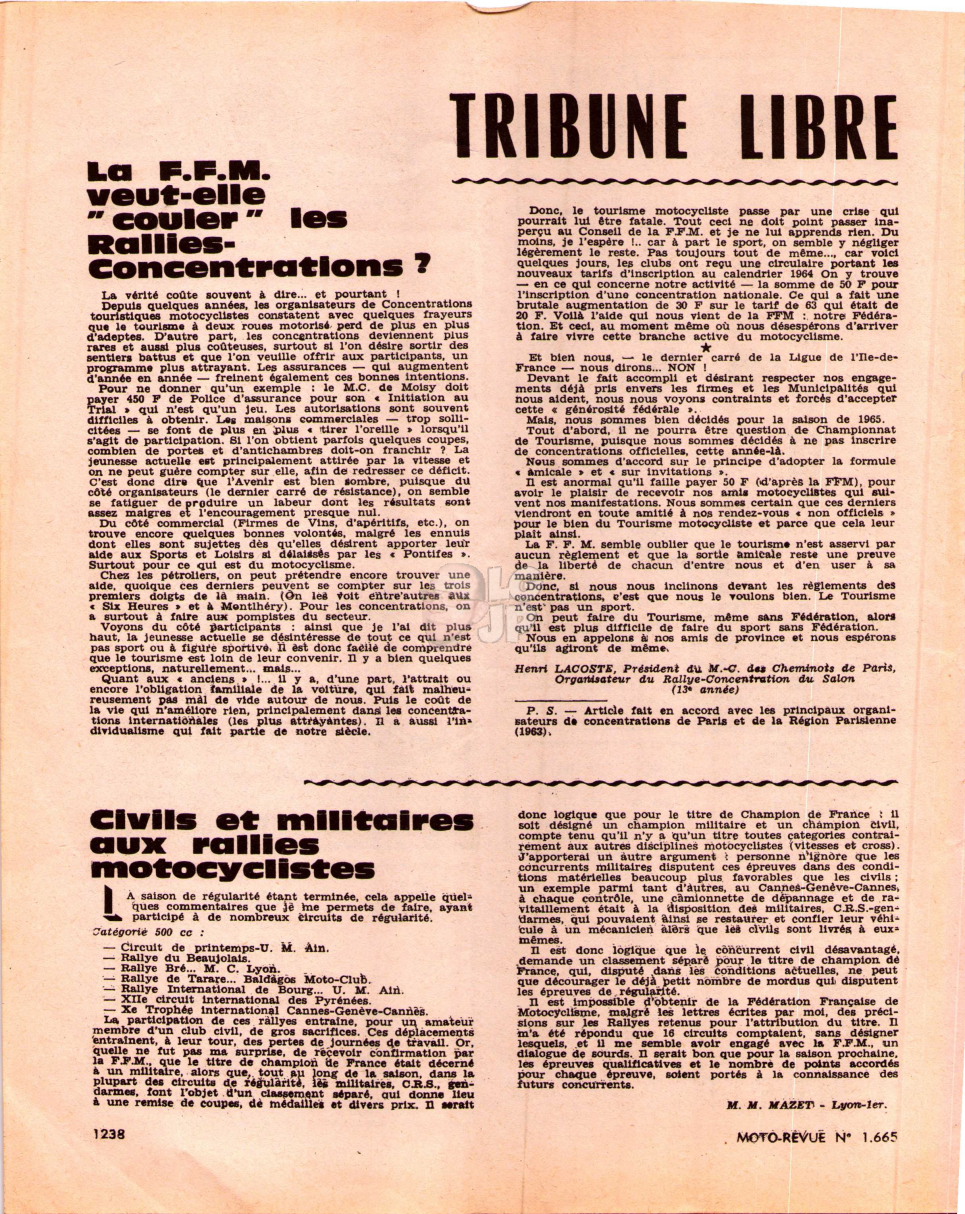 TRIBUNE LIBRE
La F.F.M.
veut-elle
" couler " les
Rallies-
Concentrations ?
La vérité coûte souvent à dire... et pourtant !
Depuis quelques années, les organisateurs de Concentrations
touristiques motocyclistes constatent avec quelques frayeurs
que le tourisme à deux roues motorisé perd de plus en plus
d'adeptes. D'autre part, les concentrations deviennent plus
rares et aussi plus coûteuses, surtout si l'on désire sortir des
sentiers battus et que l'on veuille offrir aux participants, un
programme plus attrayant. Les assurances — qui augmentent
d'année en année — freinent également ces bonnes intentions.
Pour ne donner qu'un exemple : le M.C. de Moisy doit
payer 450 F de Police d'assurance pour son « Initiation au
Trial » qui n'est qu'un jeu. Les autorisations sont souvent
difficiles à obtenir. Les maisons commerciales — trop solli-
citées — se font de plus en plus « tirer l'oreille » lorsqu'il
s'agit de participation. Si l'on obtient parfois quelques coupes,
combien de portes et d'antichambres doit-on franchir ? La
jeunesse actuelle est principalement attirée par la vitesse et
on ne peut guère compter sur elle, afin de redresser ce déficit.
C'est donc dire que l'Avenir est bien sombre, puisque du
côté organisateurs (le dernier carré de résistance), on semble
se fatiguer de produire un labeur dont les résultats sont
assez maigres et l'encouragement presque nul.
Du côté commercial (Firmes de Vins, d'apéritifs, etc.), on
trouve encore quelques bonnes volontés, malgré les ennuis
dont elles sont sujettes dès qu'elles désirent apporter leur
aide aux Sports et Loisirs si délaissés par les « Pontifes ».
Surtout pour ce qui est du motocyclisme.
Chez les pétroliers, on peut prétendre encore trouver une
aide, quoique ces derniers peuvent se compter sur les trois
premiers doigts de la main. (On les voit entre'autres aux
« Six Heures » et à Montlhéry). Pour les concentrations, on
a surtout à faire aux pompistes du secteur.
Voyons du côté participants : ainsi que je l'ai dit plus
haut, la jeunesse actuelle se désintéresse de tout ce qui n'est
pas sport ou à figure sportive. Il est donc facile de comprendre
que le tourisme est loin de leur convenir. Il y a bien quelques
exceptions, naturellement... mais...
Quant aux « anciens » !... il y a, d'une part, l'attrait ou
encore l'obligation familiale de la voiture, qui fait malheu-
reusement pas mal de vide autour de nous. Puis le coût de
la vie qui n'améliore rien, principalement dans les concentra-
tions internationales (les plus attrayantes). Il a aussi l'in-
dividualisme qui fait partie de notre siècle.
Donc, le tourisme motocycliste passe par une crise qui
pourrait lui être fatale. Tout ceci ne doit point passer ina-
perçu au Conseil de la F.F.M. et je ne lui apprends rien. Du
moins, je l'espère !.. car à part le sport, on semble y négliger
légèrement le reste. Pas toujours tout de même..., car voici
quelques jours, les clubs ont reçu une circulaire portant les
nouveaux tarifs d'inscription au calendrier 1964 On y trouve
— en ce qui concerne notre activité — la somme de 50 F pour
l'inscription d'une concentration nationale. Ce qui a fait une
brutale augmentation de 30 F sur le tarif de 63 qui était de
20 F. Voilà l'aide qui nous vient de la FFM : notre Fédéra-
tion. Et ceci, au moment même où nous désespérons d'arriver
à faire vivre cette branche active du motocyclisme.
★
Et bien nous, — le dernier carré de la Ligue de l'Ile-de-
France — nous dirons... NON !
Devant le fait accompli et désirant respecter nos engage-
ments déjà pris envers les firmes et les Municipalités qui
nous aident, nous nous voyons contraints et forcés d'accepter
cette « générosité fédérale ».
Mais, nous sommes bien décidés pour la saison de 1965.
Tout d'abord, il ne pourra être question de Championnat
de Tourisme, puisque nous sommes décidés à ne pas inscrire
de concentrations officielles, cette année-là.
Nous sommes d'accord sur le principe d'adopter la formule
« Amicale » et « sur invitations ».
Il est anormal qu'il faille payer 50 F (d'après la FFM), pour
avoir le plaisir de recevoir nos amis motocyclistes qui sui-
vent nos manifestations. Nous sommes certain que ces derniers
viendront en toute amitié à nos rendez-vous « non officiels »
pour le bien du Tourisme motocycliste et parce que cela leur
plaît ainsi.
La F. F. M. semble oublier que le tourisme n'est asservi par
aucun règlement et que la sortie amicale reste une preuve
de la liberté de chacun d'entre nous et d'en user à sa
manière.
Donc, si nous nous inclinons devant les règlements des
concentrations, c'est que nous le voulons bien. Le Tourisme
n'est pas un sport.
On peut faire du Tourisme, même sans Fédération, alors
qu'il est plus difficile de faire du sport sans Fédération.
Nous en appelons à nos amis de province et nous espérons
qu'ils agiront de même.
Henri LACOSTE, Président du M.-C. des Cheminots de Paris,
Organisateur du Rallye-Concentration du Salon
(13e année)
P. S. — Article fait en accord avec les principaux organi-
sateurs de concentrations de Paris et de la Région Parisienne
(1963).
Civils et militaires
aux rallies
motocyclistes
LA saison de régularité étant terminée, cela appelle quel-
ques commentaires que je me permets de faire, ayant
participé à de nombreux circuits de régularité.
Catégorie 500 cc :
— Circuit de printemps-U. M. Ain.
— Rallye du Beaujolais.
— Rallye Bré... M. C. Lyon.
— Rallye de Tarare... Baldagos Moto-Club.
— Rallye International de Bourg... U. M. Ain.
— XIIe circuit international des Pyrénées.
— Xe Trophée international Cannes-Genève-Cannes.
La participation de ces rallyes entraîne, pour un amateur
membre d'un club civil, de gros sacrifices. Ces déplacements
entraînent, à leur tour, des pertes de journées de travail. Or,
quelle ne fut pas ma surprise, de recevoir confirmation par
la F.F.M., que le titre de champion de France était décerné
à un militaire, alors que, tout au long de la saison, dans la
plupart des circuits de régularité, les militaires, C.R.S., gen-
darmes, font l'objet d'un classement séparé, qui donne lieu
à une remise de coupes, de médailles et divers prix. Il serait
donc logique que pour le titre de Champion de France : il
soit désigné un champion militaire et un champion civil,
compte tenu qu'il n'y a qu'un titre toutes catégories contrai-
rement aux autres disciplines motocyclistes (vitesses et cross).
J'apporterai un autre argument : personne n'ignore que les
concurrents militaires disputent ces épreuves dans des condi-
tions matérielles beaucoup plus favorables que les civils ;
un exemple parmi tant d'autres, au Cannes-Genève-Cannes,
à chaque contrôle, une camionnette de dépannage et de ra-
vitaillement était à la disposition des militaires, C.R.S.-gen-
darmes, qui pouvaient ainsi se restaurer et confier leur véhi-
cule à un mécanicien alors que les civils sont livrés à eux-
mêmes.
Il est donc logique que le concurrent civil désavantagé,
demande un classement séparé pour le titre de champion de
France, qui, disputé dans les conditions actuelles, ne peut
que décourager le déjà petit nombre de mordus qui disputent
les épreuves de régularité.
Il est impossible d'obtenir de la Fédération Française de
Motocyclisme, malgré les lettres écrites par moi, des préci-
sions sur les Rallyes retenus pour l'attribution du titre. Il
m'a été répondu que 16 circuits comptaient, sans désigner
lesquels, et il me semble avoir engagé avec la F.F.M., un
dialogue de sourds. Il serait bon que pour la saison prochaine,
les épreuves qualificatives et le nombre de points accordés
pour chaque épreuve, soient portés à la connaissance des
futurs concurrents.
M. M. MAZET - Lyon-1er.
1238
MOTO-REVUE N° 1.665